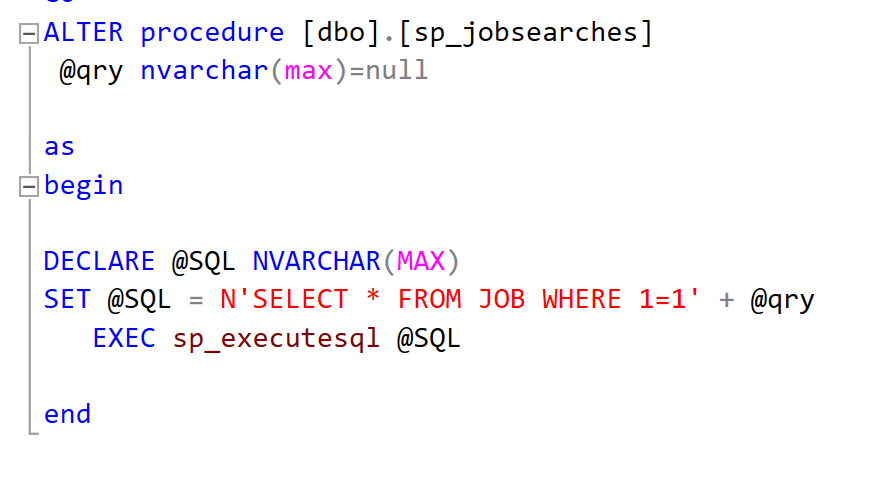 ALTER procedure [dbo].[sp_jobsearches]
@qry nvarchar(max)=null
as
begin
DECLARE @SQL NVARCHAR(MAX)
SET @SQL = N'SELECT * FROM JOB WHERE 1=1' + @qry
EXEC sp_executesql @SQL
end